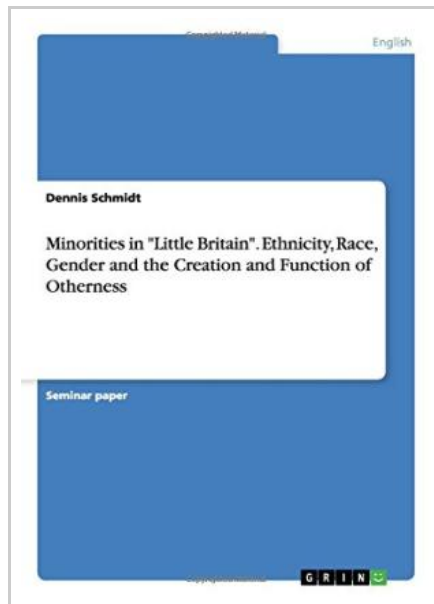 English
Dennis Schmidt
Minorities in "Little Britain". Ethnicity, Race,
Gender and the Creation and Function of
Otherness
Seminar paper
GRIN